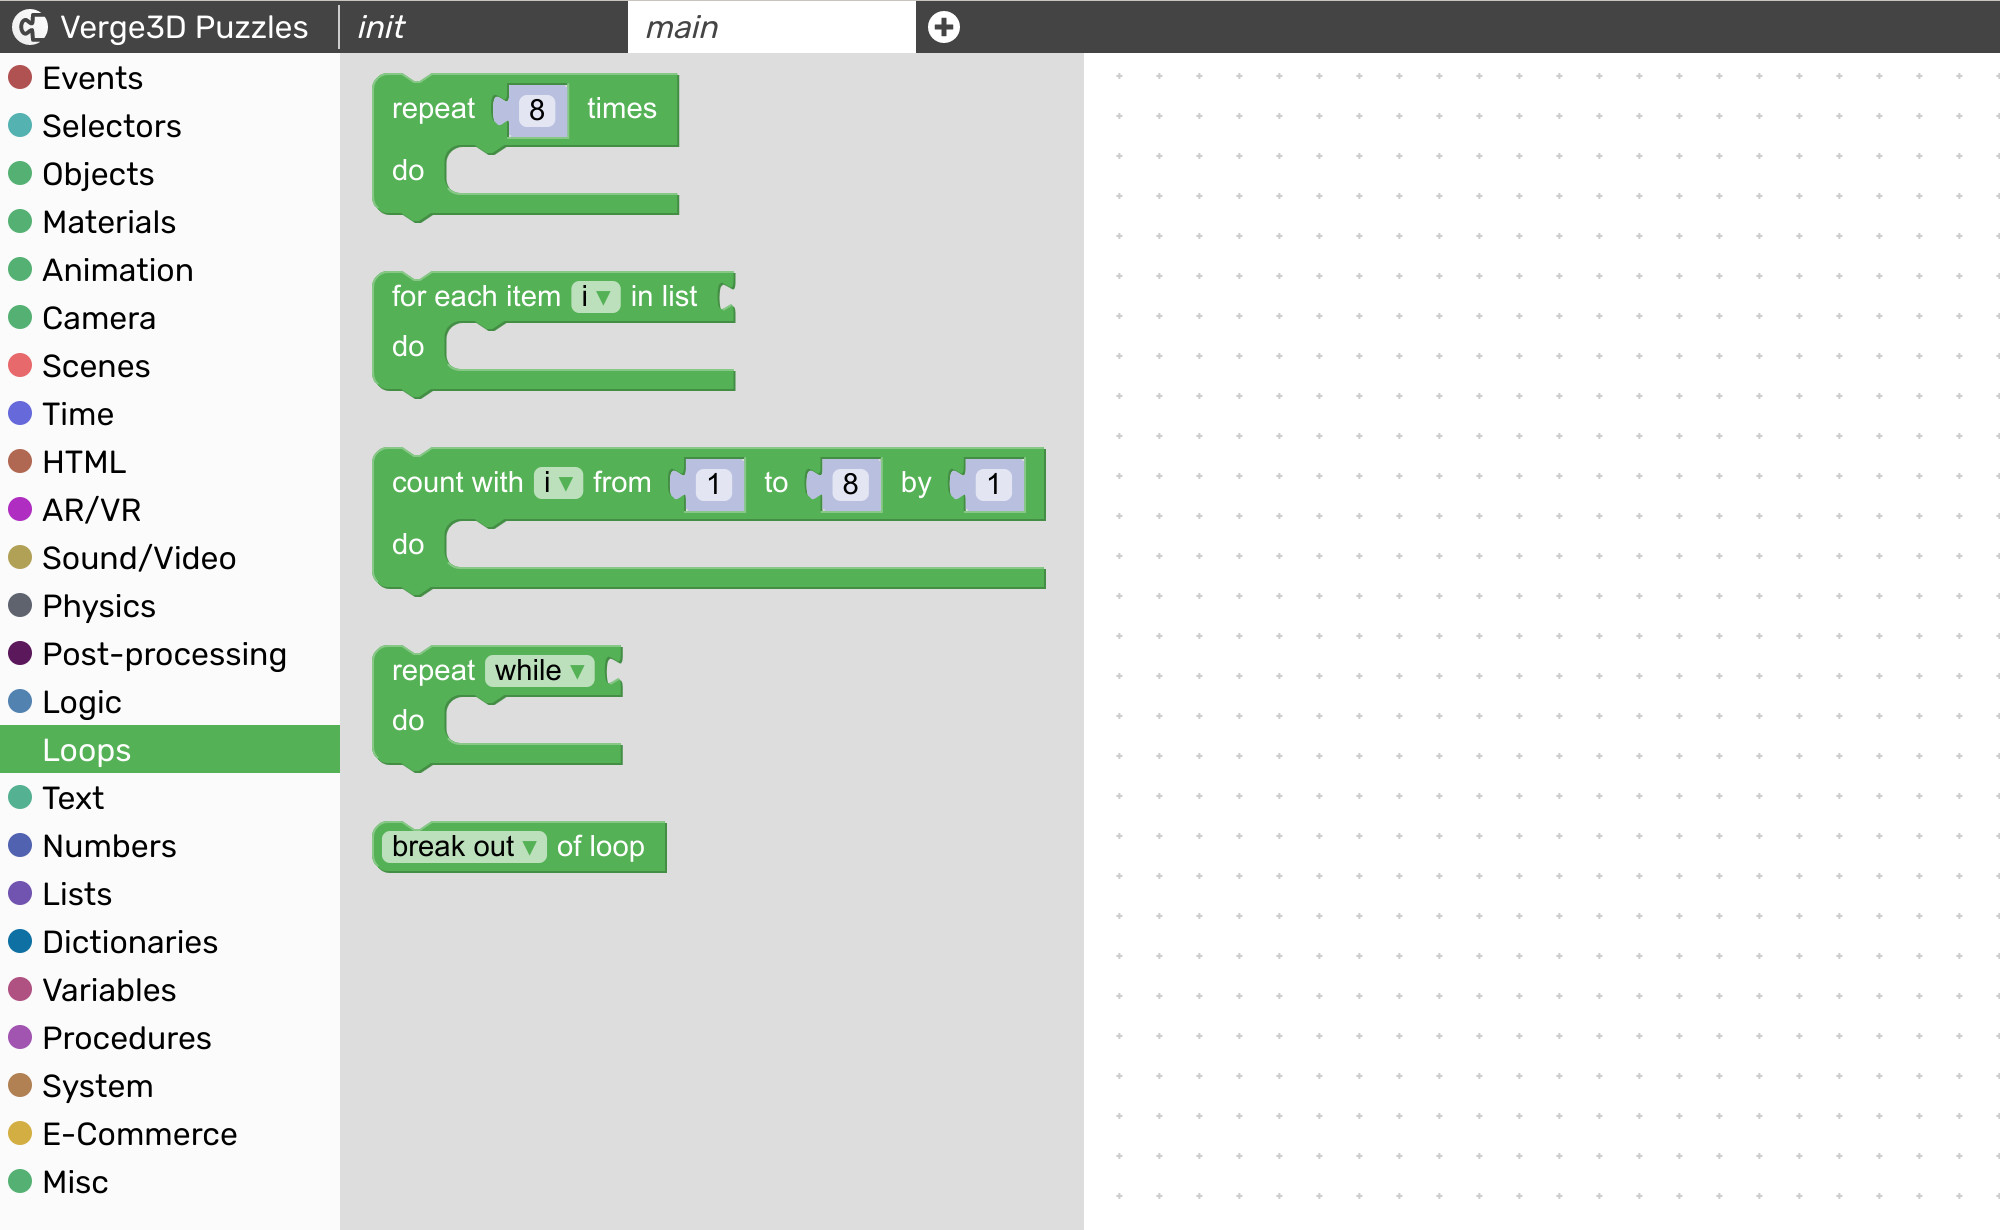 Verge3D Puzzles
init
main
Events
Selectors
Objects
Materials
Animation
Camera
Scenes
Time
HTML
AR/VR
Sound/Video
Physics
Post-processing
Logic
Loops
Text
Numbers
Lists
Dictionaries
Variables
Procedures
System
E-Commerce
Misc
repeat 8 times
do
for each item i in list
do
count with i from 1 to 8 by 1
do
repeat while
do
break out of loop